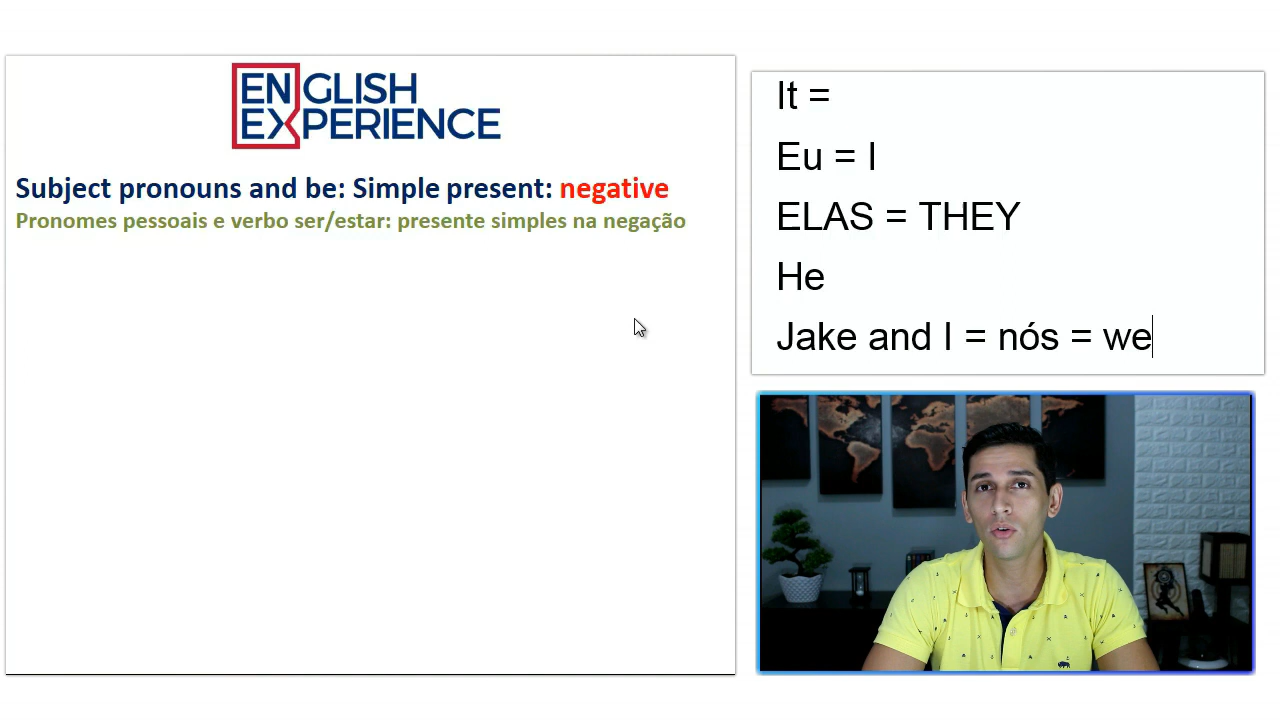 ENGLISH
EXPERIENCE
Subject pronouns and be: Simple present: negative
Pronomes pessoais e verbo ser/estar: presente simples na negação
It =
Eu = I
ELAS = THEY
He
Jake and I = nós = we